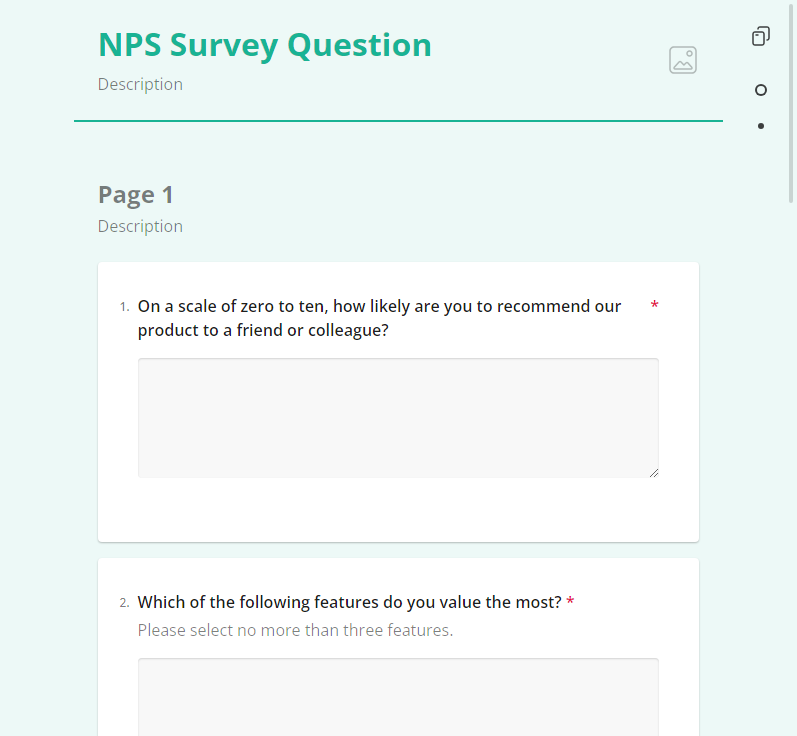 NPS Survey Question
Description
Page 1
Description
1. On a scale of zero to ten, how likely are you to recommend our *
product to a friend or colleague?
2. Which of the following features do you value the most? *
Please select no more than three features.